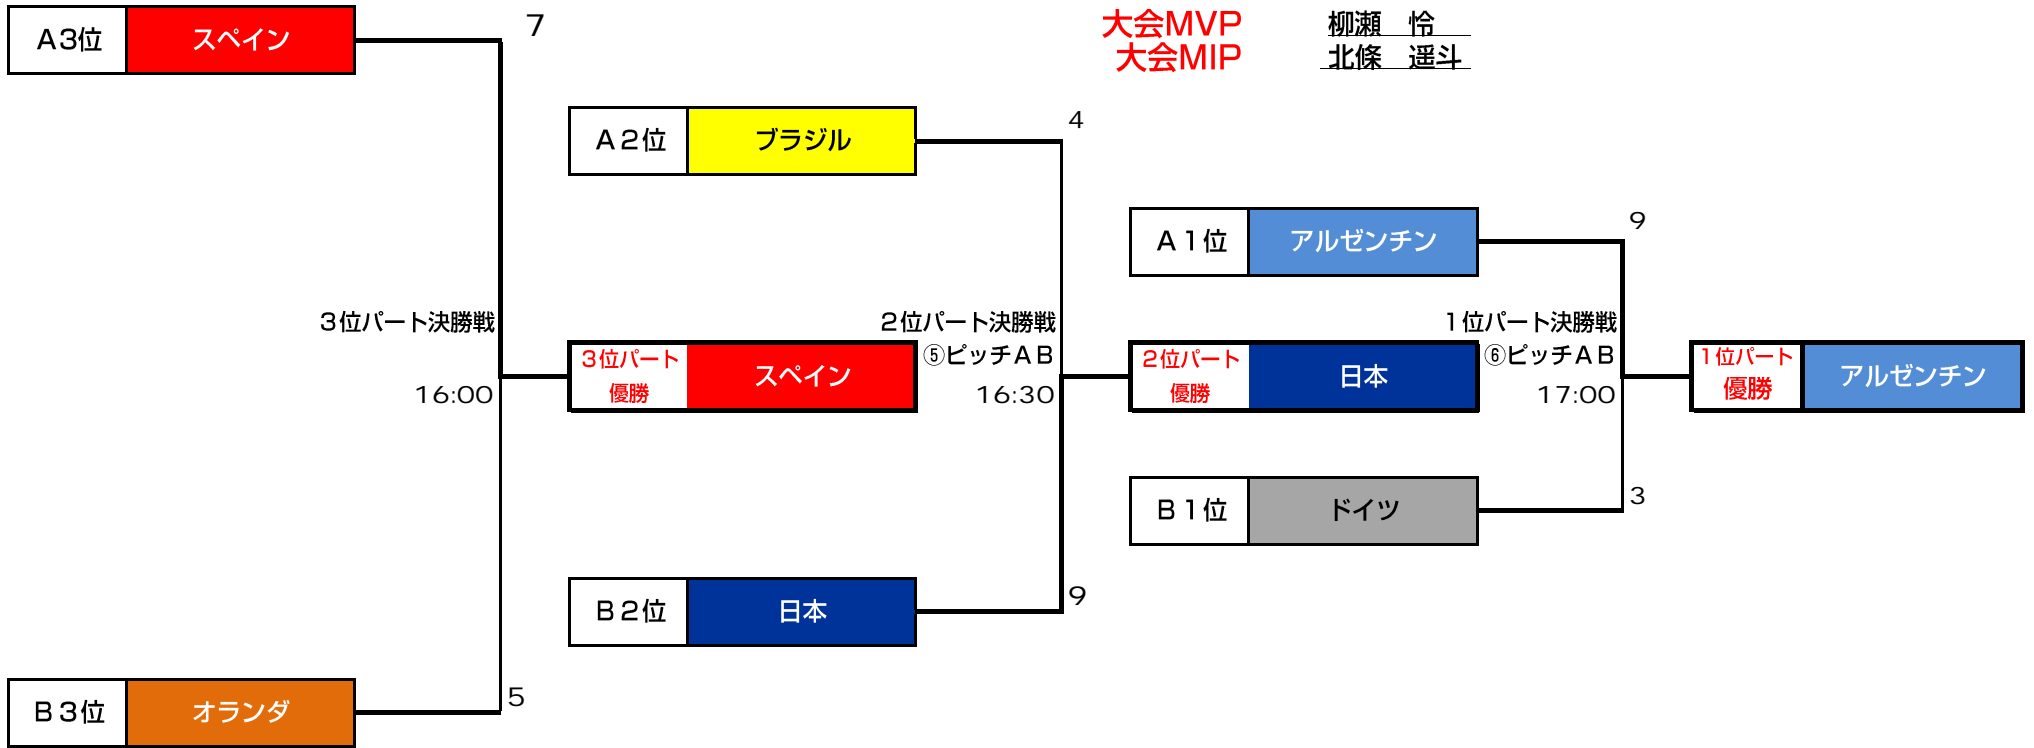 A3位 スペイン 7
大会MVP 柳瀬　怜
大会MIP 北條　遥斗
A2位 ブラジル 4
A1位 アルゼンチン 9
3位パート決勝戦
16:00
3位パート
優勝
スペイン
2位パート決勝戦
⑤ピッチAB
16:30
2位パート
優勝
日本
1位パート決勝戦
⑥ピッチAB
17:00
1位パート
優勝
アルゼンチン
B1位 ドイツ 3
B2位 日本 9
B3位 オランダ 5